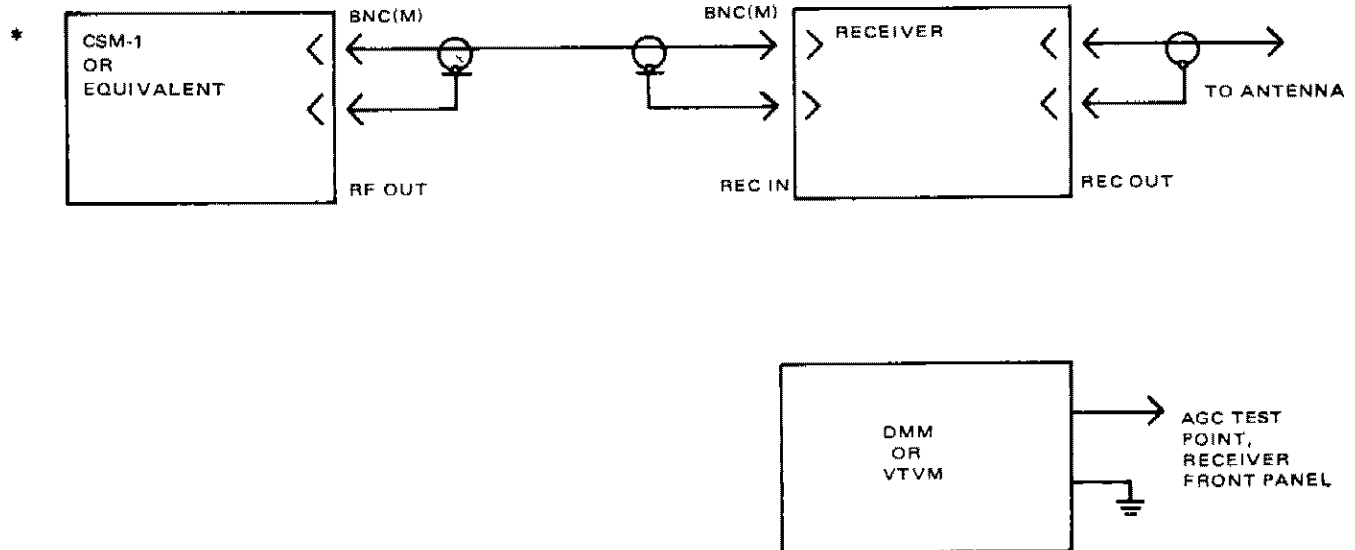 *
CSM-1
OR
EQUIVALENT
BNC(M)
RF OUT
BNC(M)
RECEIVER
REC IN
REC OUT
TO ANTENNA
DMM
OR
VTVM
AGC TEST
POINT,
RECEIVER
FRONT PANEL